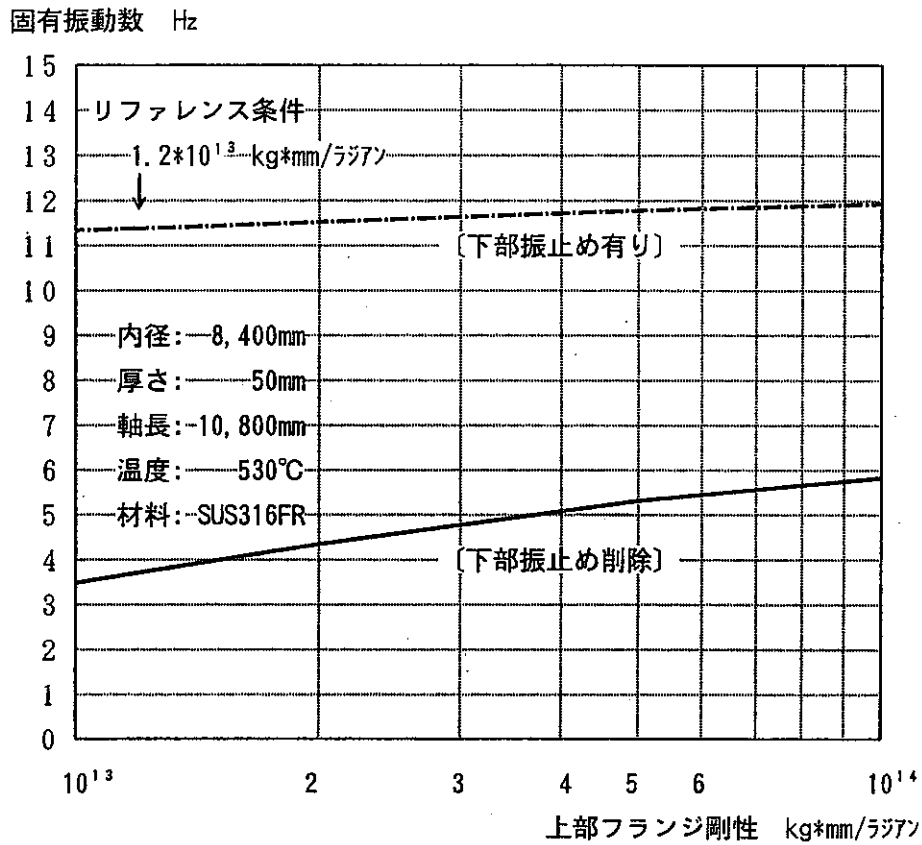 固有振動数 Hz
15
14
13
12
11
10
9
8
7
6
5
4
3
2
1
0
リファレンス条件
1.2*10¹³ kg*mm/ラジアン
〔下部振止め有り〕
内径: 8,400mm
厚さ: 50mm
軸長: 10,800mm
温度: 530℃
材料: SUS316FR
〔下部振止め削除〕
10¹³ 2 3 4 5 6 10¹⁴
上部フランジ剛性 kg*mm/ラジアン